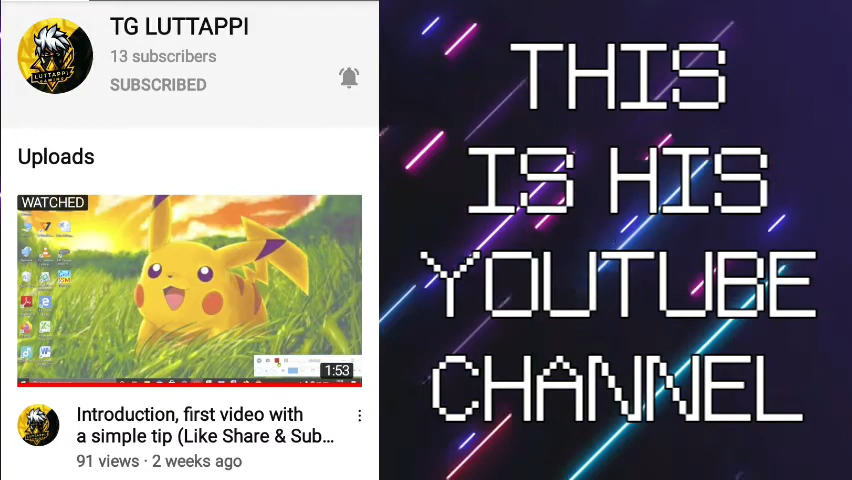 TG LUTTAPPI
13 subscribers
SUBSCRIBED
Uploads
WATCHED
1:53
Introduction, first video with
a simple tip (Like Share & Sub...
91 views · 2 weeks ago
LUTTAPPI
THIS
IS HIS
YOUTUBE
CHANNEL